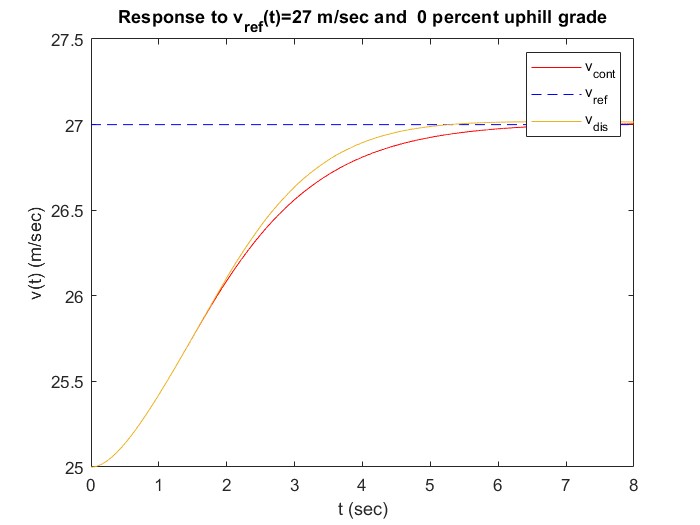 Response to v_ref(t)=27 m/sec and  0 percent uphill grade
27.5
27
26.5
26
25.5
25
v(t) (m/sec)
v_cont
v_ref
v_dis
0 1 2 3 4 5 6 7 8
t (sec)